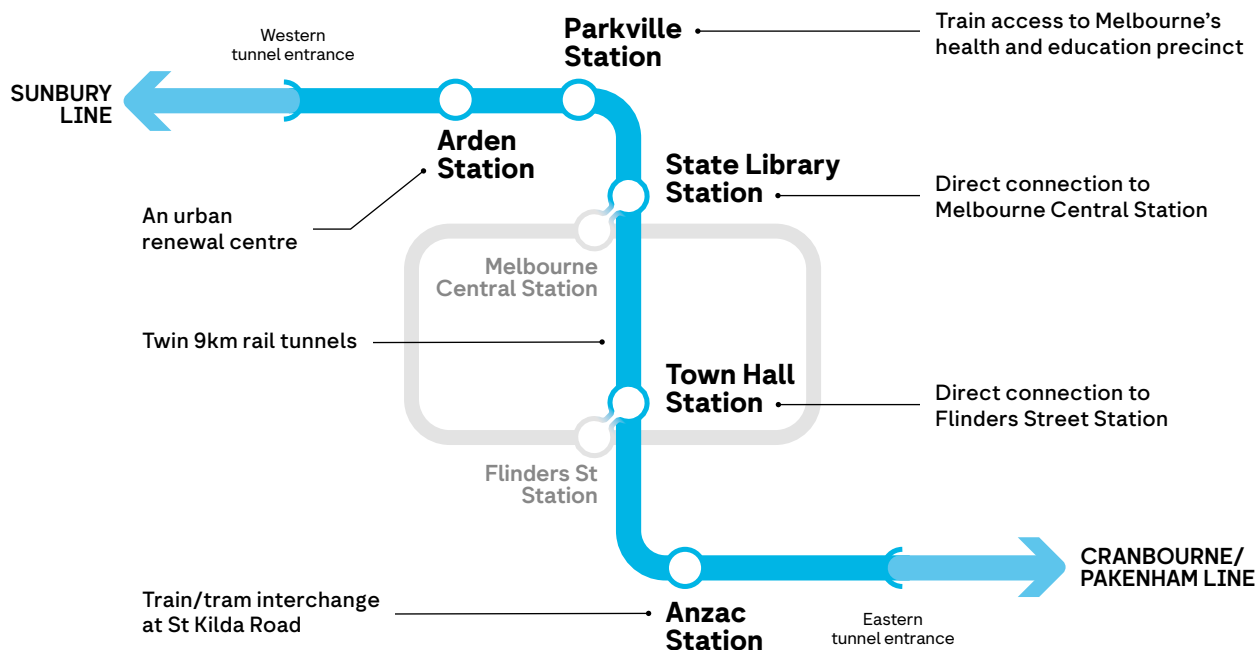 Parkville
Station
Train access to Melbourne's
health and education precinct
Western
tunnel entrance
SUNBURY
LINE
Arden
Station
State Library
Station
Direct connection to
Melbourne Central Station
An urban
renewal centre
Melbourne
Central Station
Twin 9km rail tunnels
Town Hall
Station
Direct connection to
Flinders Street Station
Flinders St
Station
CRANBOURNE/
PAKENHAM LINE
Train/tram interchange
at St Kilda Road
Anzac
Station
Eastern
tunnel entrance